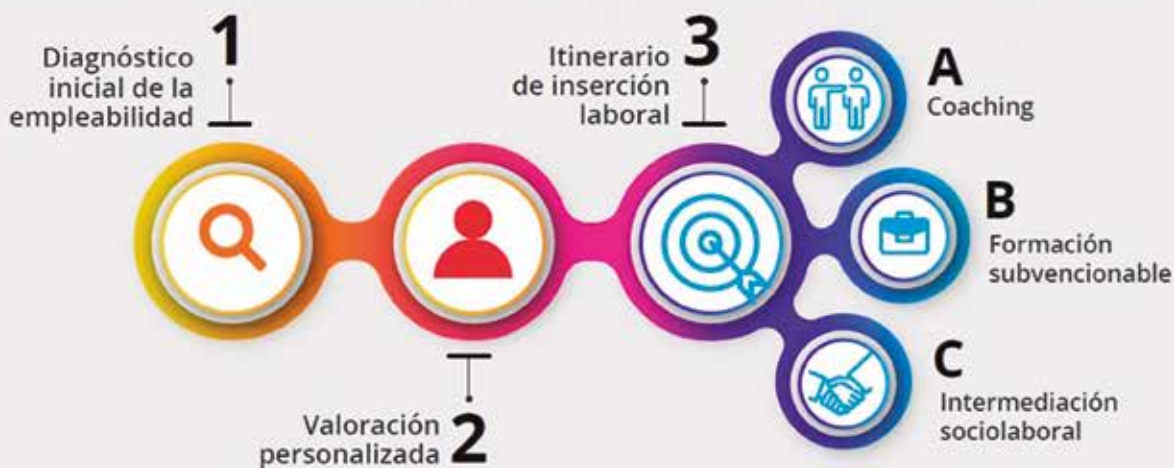 1
Diagnóstico
inicial de la
empleabilidad
Valoración
personalizada
2
3
Itinerario
de inserción
laboral
A
Coaching
B
Formación
subvencionable
C
Intermediación
sociolaboral